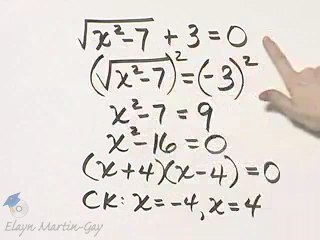 √(x²-7) + 3 = 0
(√(x²-7))² = (-3)²
x²-7 = 9
x²-16 = 0
(x+4)(x-4) = 0
CK: x=-4, x=4
Elayn Martin-Gay